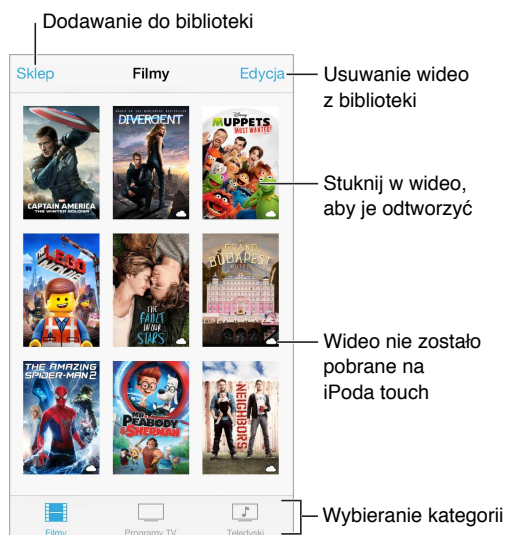 Dodawanie do biblioteki
Sklep
Filmy
Edycja
Usuwanie wideo
z biblioteki
DIVERGENT
Disney
MUPPETS
MOST WANTED
CAPTAIN AMERICA
THE WINTER SOLDIER
Stuknij w wideo,
aby je odtworzyć
THE LEGO
MOVIE
THE
FAULT
IN OUR
STARS
THE GRAND
BUDAPEST
HOTEL
Wideo nie zostało
pobrane na
iPoda touch
THE AMAZING
SPIDER-MAN 2
MR.
PEABODY
& SHERMAN
NEIGHBORS
Wybieranie kategorii
Filmy
Programy TV
Teledyski